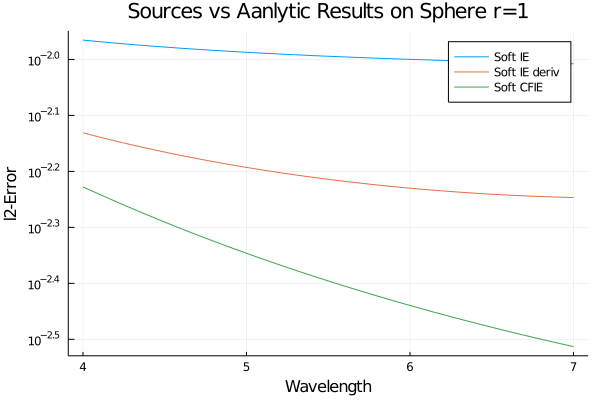 Sources vs Aanlytic Results on Sphere r=1
Soft IE
Soft IE deriv
Soft CFIE
l2-Error
10^−2.0
10^−2.1
10^−2.2
10^−2.3
10^−2.4
10^−2.5
4 5 6 7
Wavelength